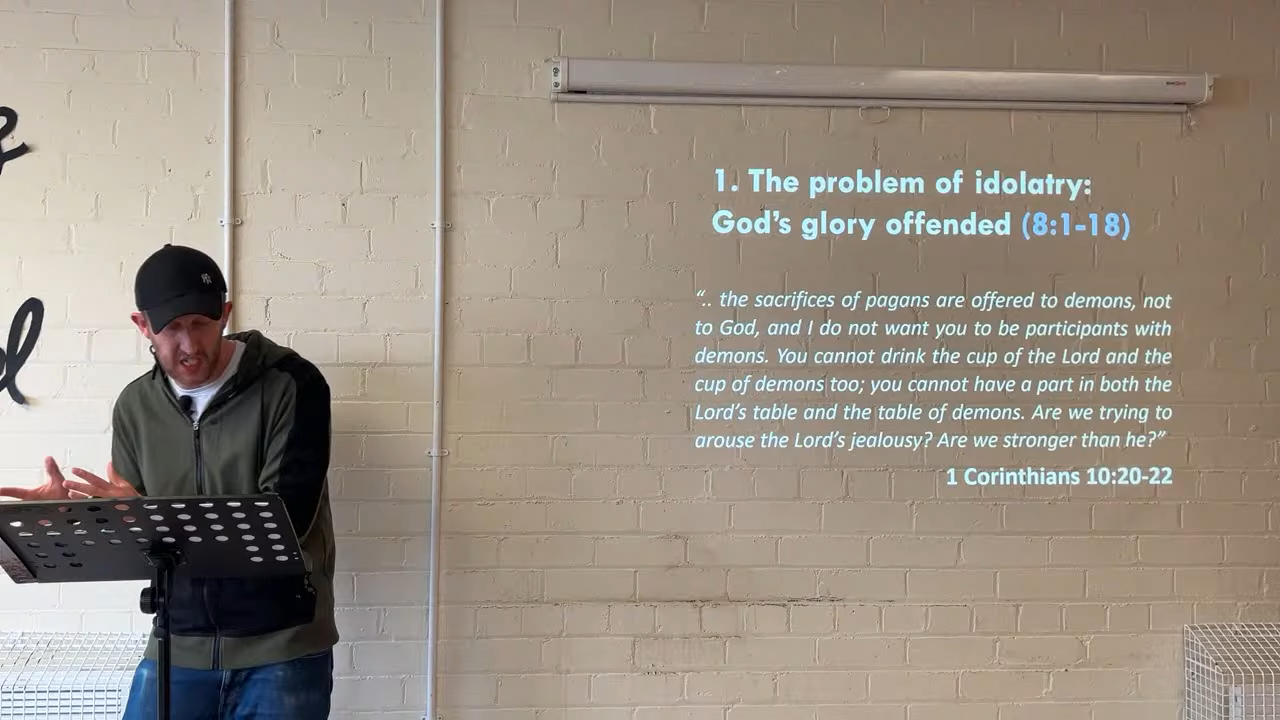 1. The problem of idolatry:
God's glory offended (8:1-18)
“.. the sacrifices of pagans are offered to demons, not
to God, and I do not want you to be participants with
demons. You cannot drink the cup of the Lord and the
cup of demons too; you cannot have a part in both the
Lord's table and the table of demons. Are we trying to
arouse the Lord's jealousy? Are we stronger than he?”
1 Corinthians 10:20-22